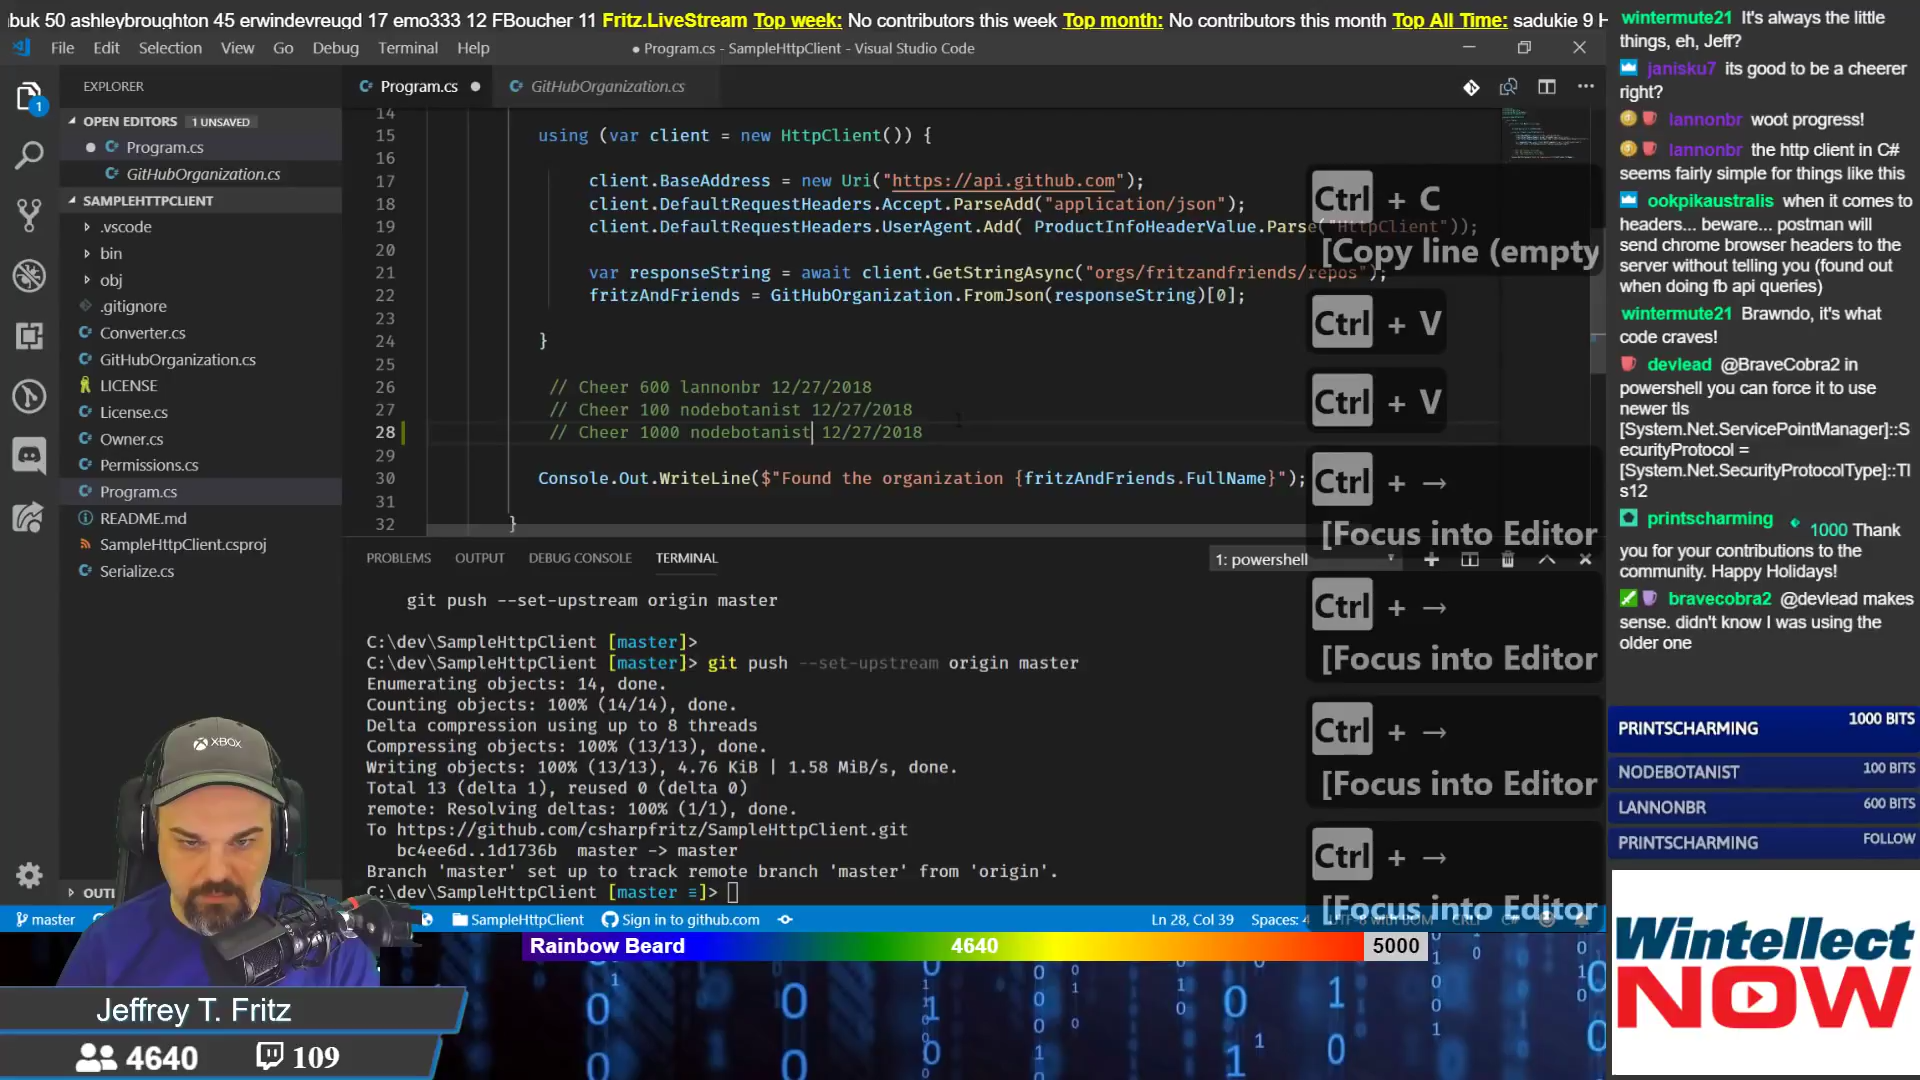 buk 50 ashleybroughton 45 erwindevreugd 17 emo333 12 FBoucher 11 Fritz.LiveStream Top week: No contributors this week Top month: No contributors this month Top All Time: sadukie 9
File Edit Selection View Go Debug Terminal Help
● Program.cs - SampleHttpClient - Visual Studio Code
EXPLORER
OPEN EDITORS 1 UNSAVED
Program.cs
GitHubOrganization.cs
SAMPLEHTTPCLIENT
.vscode
bin
obj
.gitignore
Converter.cs
GitHubOrganization.cs
LICENSE
License.cs
Owner.cs
Permissions.cs
Program.cs
README.md
SampleHttpClient.csproj
Serialize.cs
OUTLI
1
Program.cs ● GitHubOrganization.cs
14
15 using (var client = new HttpClient()) {
16
17 client.BaseAddress = new Uri("https://api.github.com");
18 client.DefaultRequestHeaders.Accept.ParseAdd("application/json");
19 client.DefaultRequestHeaders.UserAgent.Add( ProductInfoHeaderValue.Parse("HttpClient"));
20
21 var responseString = await client.GetStringAsync("orgs/fritzandfriends/repos");
22 fritzAndFriends = GitHubOrganization.FromJson(responseString)[0];
23
24 }
25
26 // Cheer 600 lannonbr 12/27/2018
27 // Cheer 100 nodebotanist 12/27/2018
28 // Cheer 1000 nodebotanist 12/27/2018
29
30 Console.Out.WriteLine($"Found the organization {fritzAndFriends.FullName}");
31
32 }
Ctrl + C
[Copy line (empty
Ctrl + V
Ctrl + V
Ctrl + →
[Focus into Editor
Ctrl + →
[Focus into Editor
Ctrl + →
[Focus into Editor
Ctrl + →
[Focus into Editor
PROBLEMS OUTPUT DEBUG CONSOLE TERMINAL
1: powershell
git push --set-upstream origin master
C:\dev\SampleHttpClient [master]>
C:\dev\SampleHttpClient [master]> git push --set-upstream origin master
Enumerating objects: 14, done.
Counting objects: 100% (14/14), done.
Delta compression using up to 8 threads
Compressing objects: 100% (13/13), done.
Writing objects: 100% (13/13), 4.76 KiB | 1.58 MiB/s, done.
Total 13 (delta 1), reused 0 (delta 0)
remote: Resolving deltas: 100% (1/1), done.
To https://github.com/csharpfritz/SampleHttpClient.git
bc4ee6d..1d1736b master -> master
Branch 'master' set up to track remote branch 'master' from 'origin'.
C:\dev\SampleHttpClient [master ≡]>
master SampleHttpClient Sign in to github.com Ln 28, Col 39 Spaces: 4 UTF-8 with BOM CRLF C#
Rainbow Beard 4640 5000
XBOX
Jeffrey T. Fritz
4640 109
wintermute21 It's always the little
things, eh, Jeff?
janisku7 its good to be a cheerer
right?
lannonbr woot progress!
lannonbr the http client in C#
seems fairly simple for things like this
ookpikaustralis when it comes to
headers... beware... postman will
send chrome browser headers to the
server without telling you (found out
when doing fb api queries)
wintermute21 Brawndo, it's what
code craves!
devlead @BraveCobra2 in
powershell you can force it to use
newer tls
[System.Net.ServicePointManager]::S
ecurityProtocol =
[System.Net.SecurityProtocolType]::Tl
s12
printscharming 1000 Thank
you for your contributions to the
community. Happy Holidays!
bravecobra2 @devlead makes
sense. didn't know I was using the
older one
PRINTSCHARMING 1000 BITS
NODEBOTANIST 100 BITS
LANNONBR 600 BITS
PRINTSCHARMING FOLLOW
Wintellect
NOW